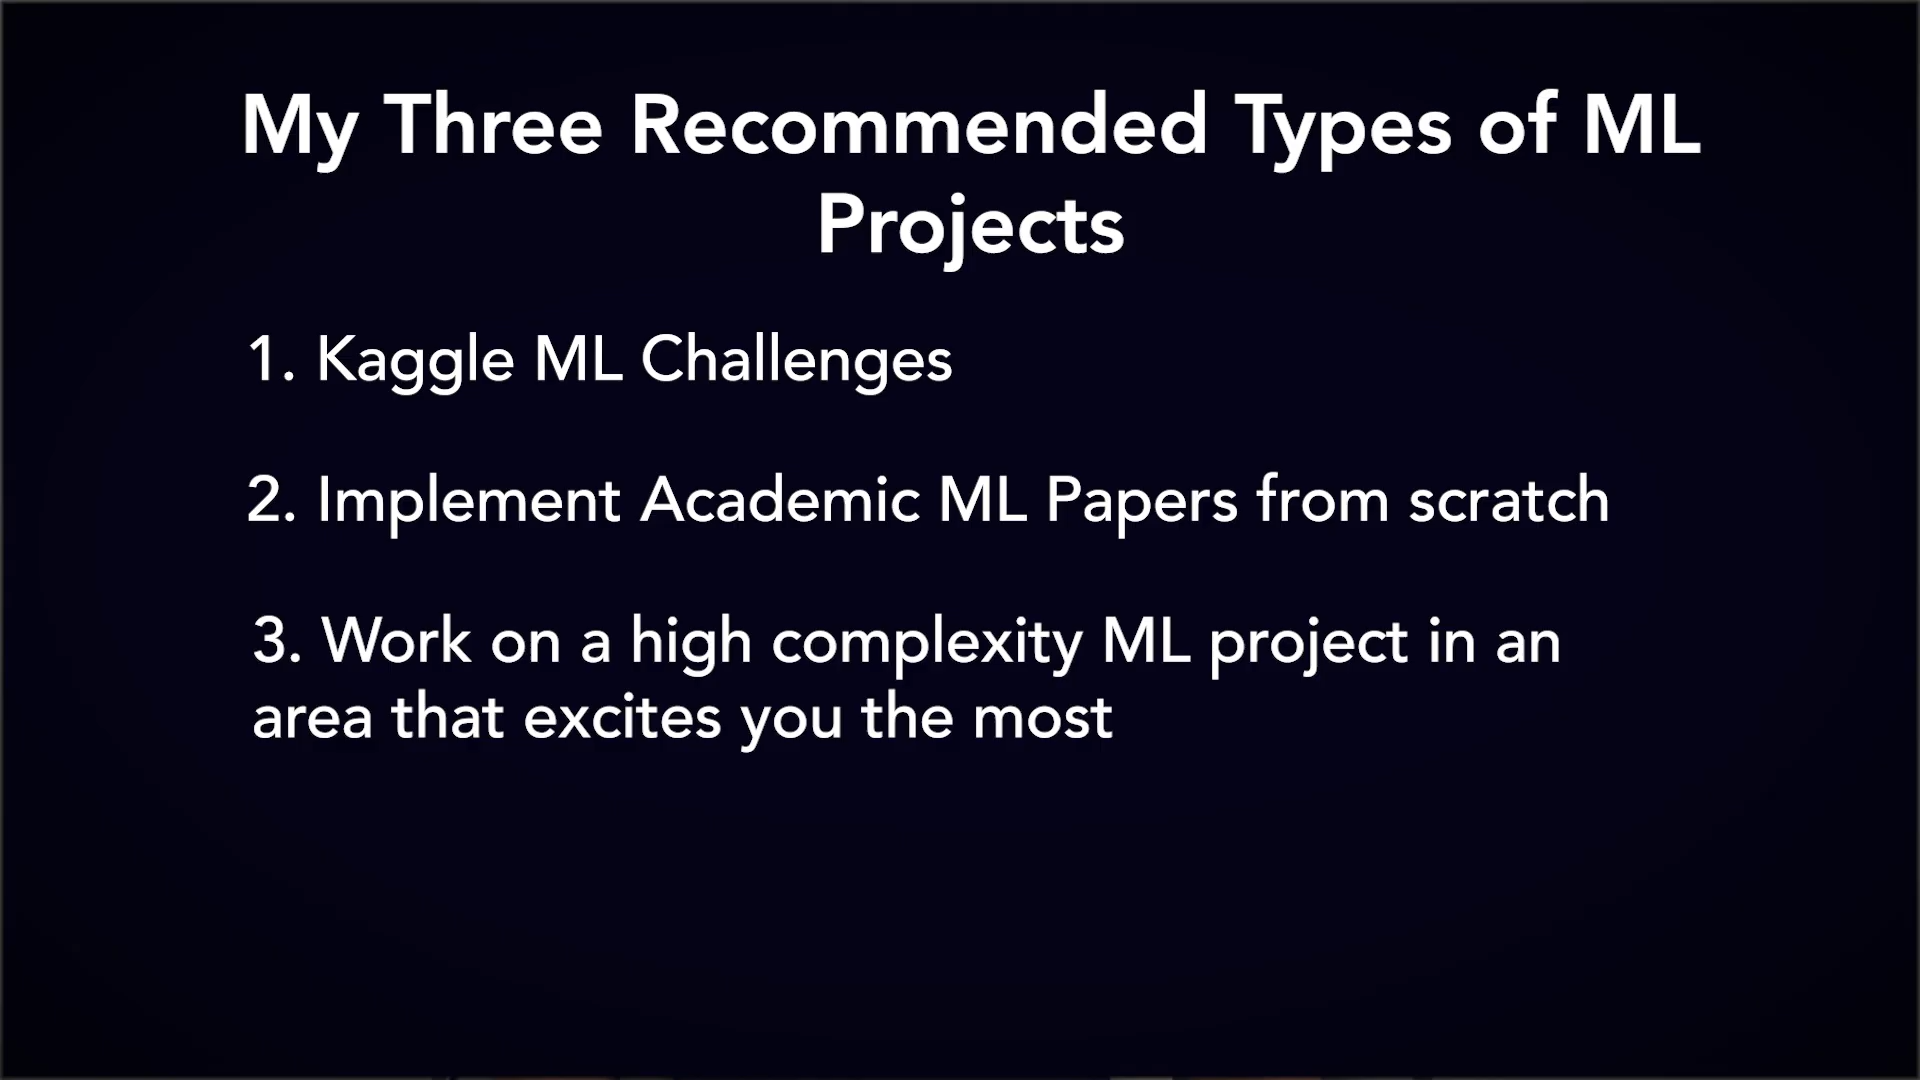 My Three Recommended Types of ML
Projects
1. Kaggle ML Challenges
2. Implement Academic ML Papers from scratch
3. Work on a high complexity ML project in an
area that excites you the most